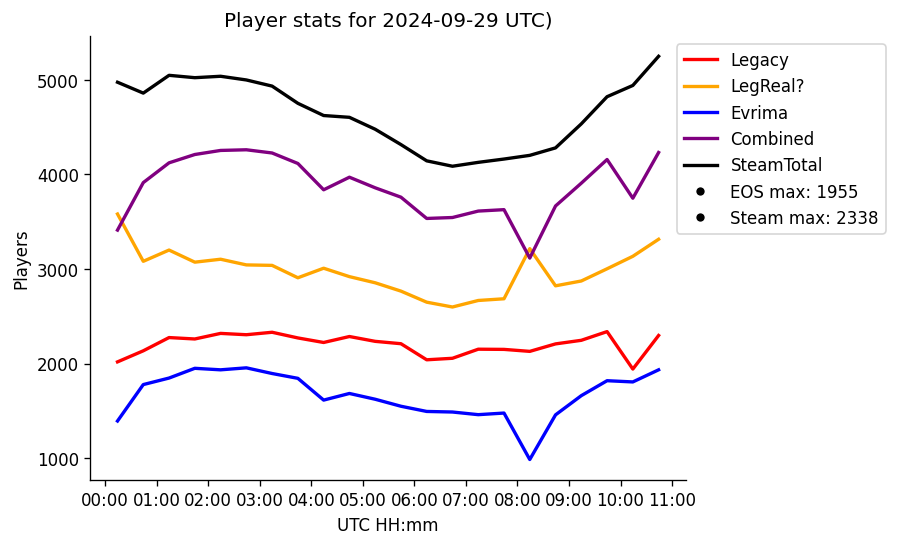 Player stats for 2024-09-29 UTC)
Legacy
LegReal?
Evrima
Combined
SteamTotal
EOS max: 1955
Steam max: 2338
Players
5000
4000
3000
2000
1000
00:00 01:00 02:00 03:00 04:00 05:00 06:00 07:00 08:00 09:00 10:00 11:00
UTC HH:mm